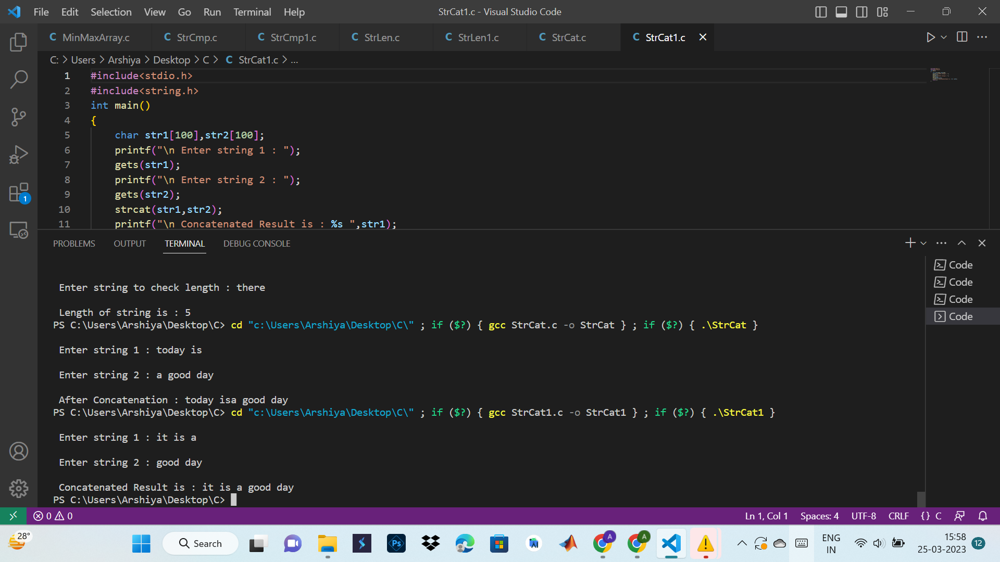 File Edit Selection View Go Run Terminal Help StrCat1.c - Visual Studio Code
C MinMaxArray.c C StrCmp.c C StrCmp1.c C StrLen.c C StrLen1.c C StrCat.c C StrCat1.c
C: > Users > Arshiya > Desktop > C > C StrCat1.c > ...
1 #include<stdio.h>
2 #include<string.h>
3 int main()
4 {
5 char str1[100],str2[100];
6 printf("\n Enter string 1 : ");
7 gets(str1);
8 printf("\n Enter string 2 : ");
9 gets(str2);
10 strcat(str1,str2);
11 printf("\n Concatenated Result is : %s ",str1);
1
PROBLEMS OUTPUT TERMINAL DEBUG CONSOLE
Code
Code
Code
Code
Enter string to check length : there
Length of string is : 5
PS C:\Users\Arshiya\Desktop\C> cd "c:\Users\Arshiya\Desktop\C\" ; if ($?) { gcc StrCat.c -o StrCat } ; if ($?) { .\StrCat }
Enter string 1 : today is
Enter string 2 : a good day
After Concatenation : today isa good day
PS C:\Users\Arshiya\Desktop\C> cd "c:\Users\Arshiya\Desktop\C\" ; if ($?) { gcc StrCat1.c -o StrCat1 } ; if ($?) { .\StrCat1 }
Enter string 1 : it is a
Enter string 2 : good day
Concatenated Result is : it is a good day
PS C:\Users\Arshiya\Desktop\C>
0 0 Ln 1, Col 1 Spaces: 4 UTF-8 CRLF {} C
28° Search Ps A A ENG 15:58 12
IN 25-03-2023